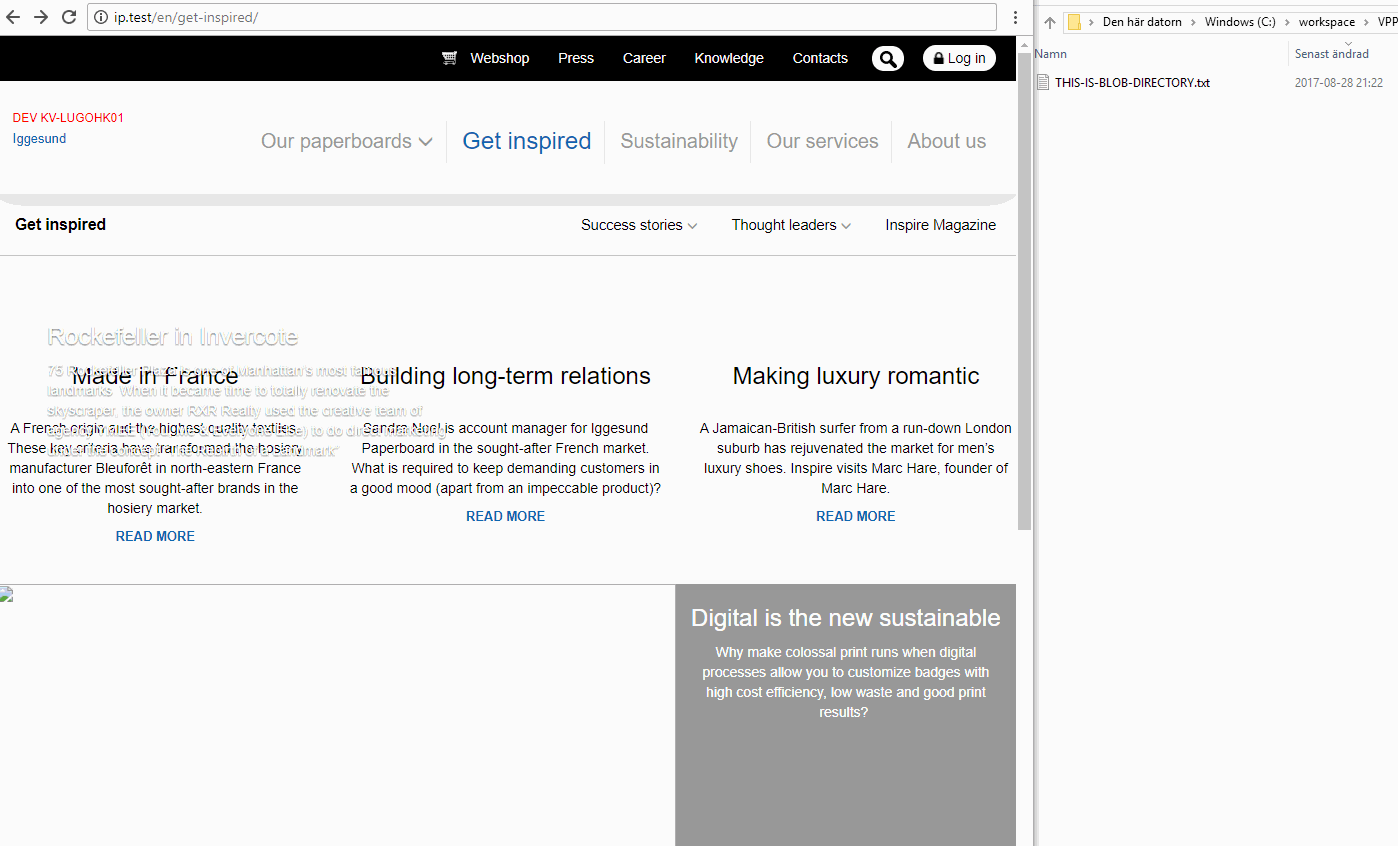 ip.test/en/get-inspired/
Webshop Press Career Knowledge Contacts Log in
DEV KV-LUGOHK01
Iggesund
Our paperboards Get inspired Sustainability Our services About us
Get inspired Success stories Thought leaders Inspire Magazine
Rockefeller in Invercote
75 Rockefeller Plaza is one of Manhattan's most famous
landmarks. When it became time to totally renovate the
skyscraper, the owner RXR Realty used the creative team of
to do direct marketing
Made in France
A French origin and the highest quality textiles.
These key criteria have transformed the hosiery
manufacturer Bleuforêt in north-eastern France
into one of the most sought-after brands in the
hosiery market.
READ MORE
Building long-term relations
Sandra Noel is account manager for Iggesund
Paperboard in the sought-after French market.
What is required to keep demanding customers in
a good mood (apart from an impeccable product)?
READ MORE
Making luxury romantic
A Jamaican-British surfer from a run-down London
suburb has rejuvenated the market for men's
luxury shoes. Inspire visits Marc Hare, founder of
Marc Hare.
READ MORE
Digital is the new sustainable
Why make colossal print runs when digital
processes allow you to customize badges with
high cost efficiency, low waste and good print
results?
Den här datorn Windows (C:) workspace VPP
Namn Senast ändrad
THIS-IS-BLOB-DIRECTORY.txt 2017-08-28 21:22